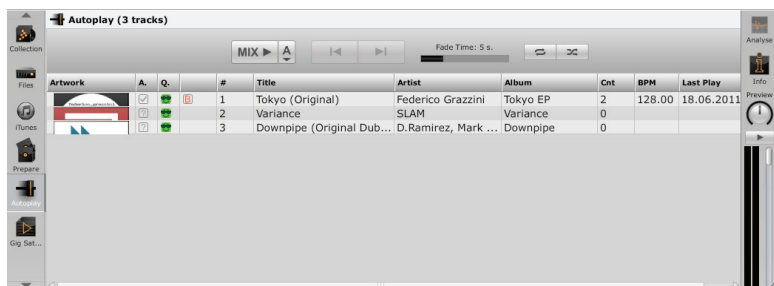 Autoplay (3 tracks)
Collection
Files
iTunes
Prepare
Autoplay
Gig Sat...
MIX
A
Fade Time: 5 s.
Artwork A. Q. # Title Artist Album Cnt BPM Last Play
B 1 Tokyo (Original) Federico Grazzini Tokyo EP 2 128.00 18.06.2011
? 2 Variance SLAM Variance 0
? 3 Downpipe (Original Dub... D.Ramirez, Mark ... Downpipe 0
Analyse
Info
Preview